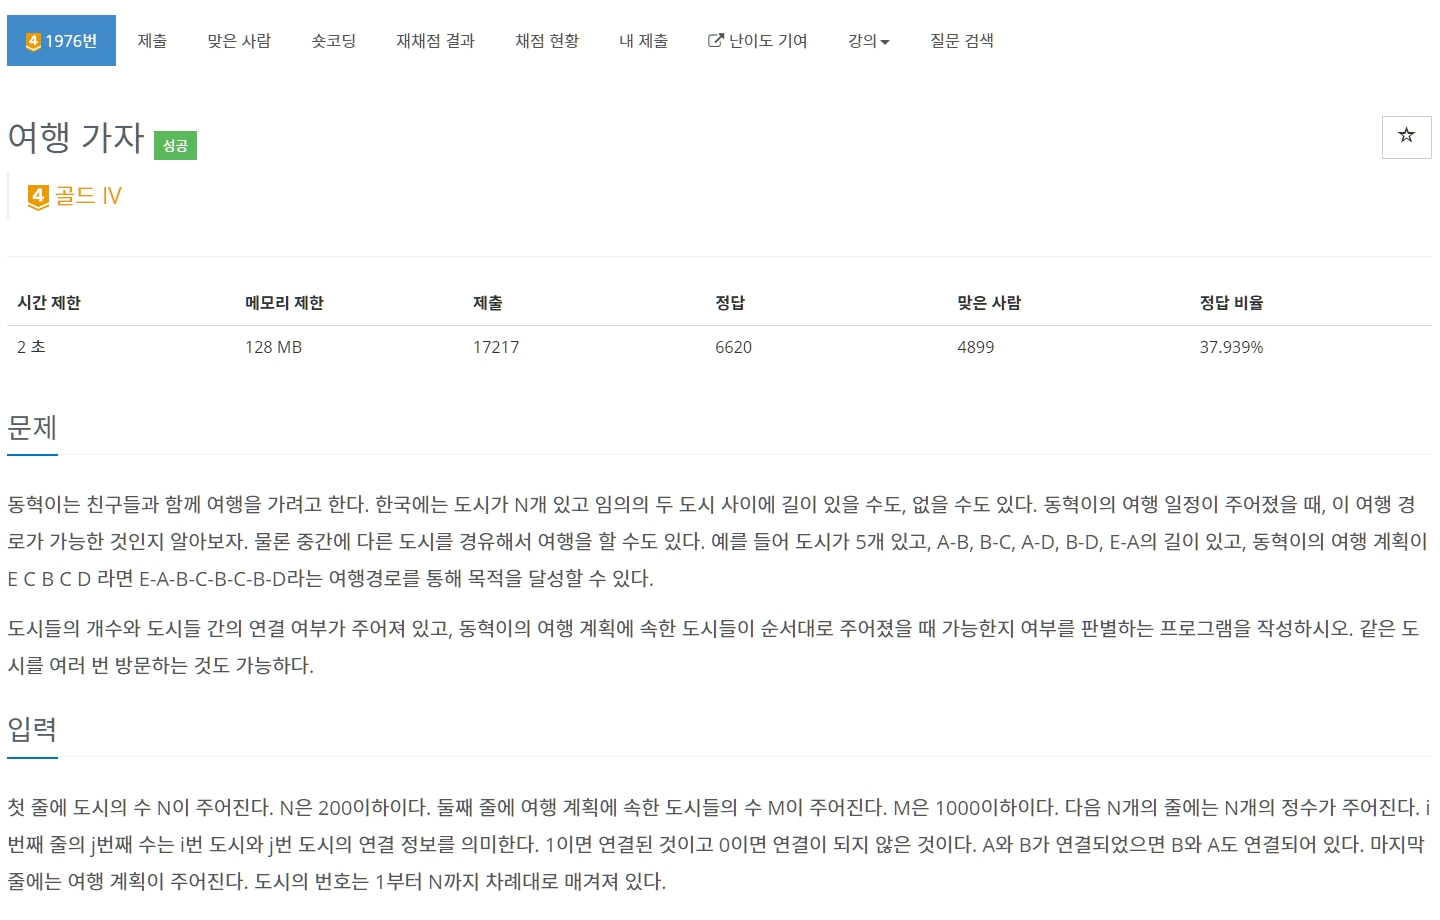 4 1976번 제출 맞은 사람 숏코딩 재채점 결과 채점 현황 내 제출 난이도 기여 강의 질문 검색
여행 가자 성공
4 골드 IV
시간 제한 메모리 제한 제출 정답 맞은 사람 정답 비율
2 초 128 MB 17217 6620 4899 37.939%
문제
동혁이는 친구들과 함께 여행을 가려고 한다. 한국에는 도시가 N개 있고 임의의 두 도시 사이에 길이 있을 수도, 없을 수도 있다. 동혁이의 여행 일정이 주어졌을 때, 이 여행 경
로가 가능한 것인지 알아보자. 물론 중간에 다른 도시를 경유해서 여행을 할 수도 있다. 예를 들어 도시가 5개 있고, A-B, B-C, A-D, B-D, E-A의 길이 있고, 동혁이의 여행 계획이
E C B C D 라면 E-A-B-C-B-C-B-D라는 여행경로를 통해 목적을 달성할 수 있다.
도시들의 개수와 도시들 간의 연결 여부가 주어져 있고, 동혁이의 여행 계획에 속한 도시들이 순서대로 주어졌을 때 가능한지 여부를 판별하는 프로그램을 작성하시오. 같은 도
시를 여러 번 방문하는 것도 가능하다.
입력
첫 줄에 도시의 수 N이 주어진다. N은 200이하이다. 둘째 줄에 여행 계획에 속한 도시들의 수 M이 주어진다. M은 1000이하이다. 다음 N개의 줄에는 N개의 정수가 주어진다. i
번째 줄의 j번째 수는 i번 도시와 j번 도시의 연결 정보를 의미한다. 1이면 연결된 것이고 0이면 연결이 되지 않은 것이다. A와 B가 연결되었으면 B와 A도 연결되어 있다. 마지막
줄에는 여행 계획이 주어진다. 도시의 번호는 1부터 N까지 차례대로 매겨져 있다.